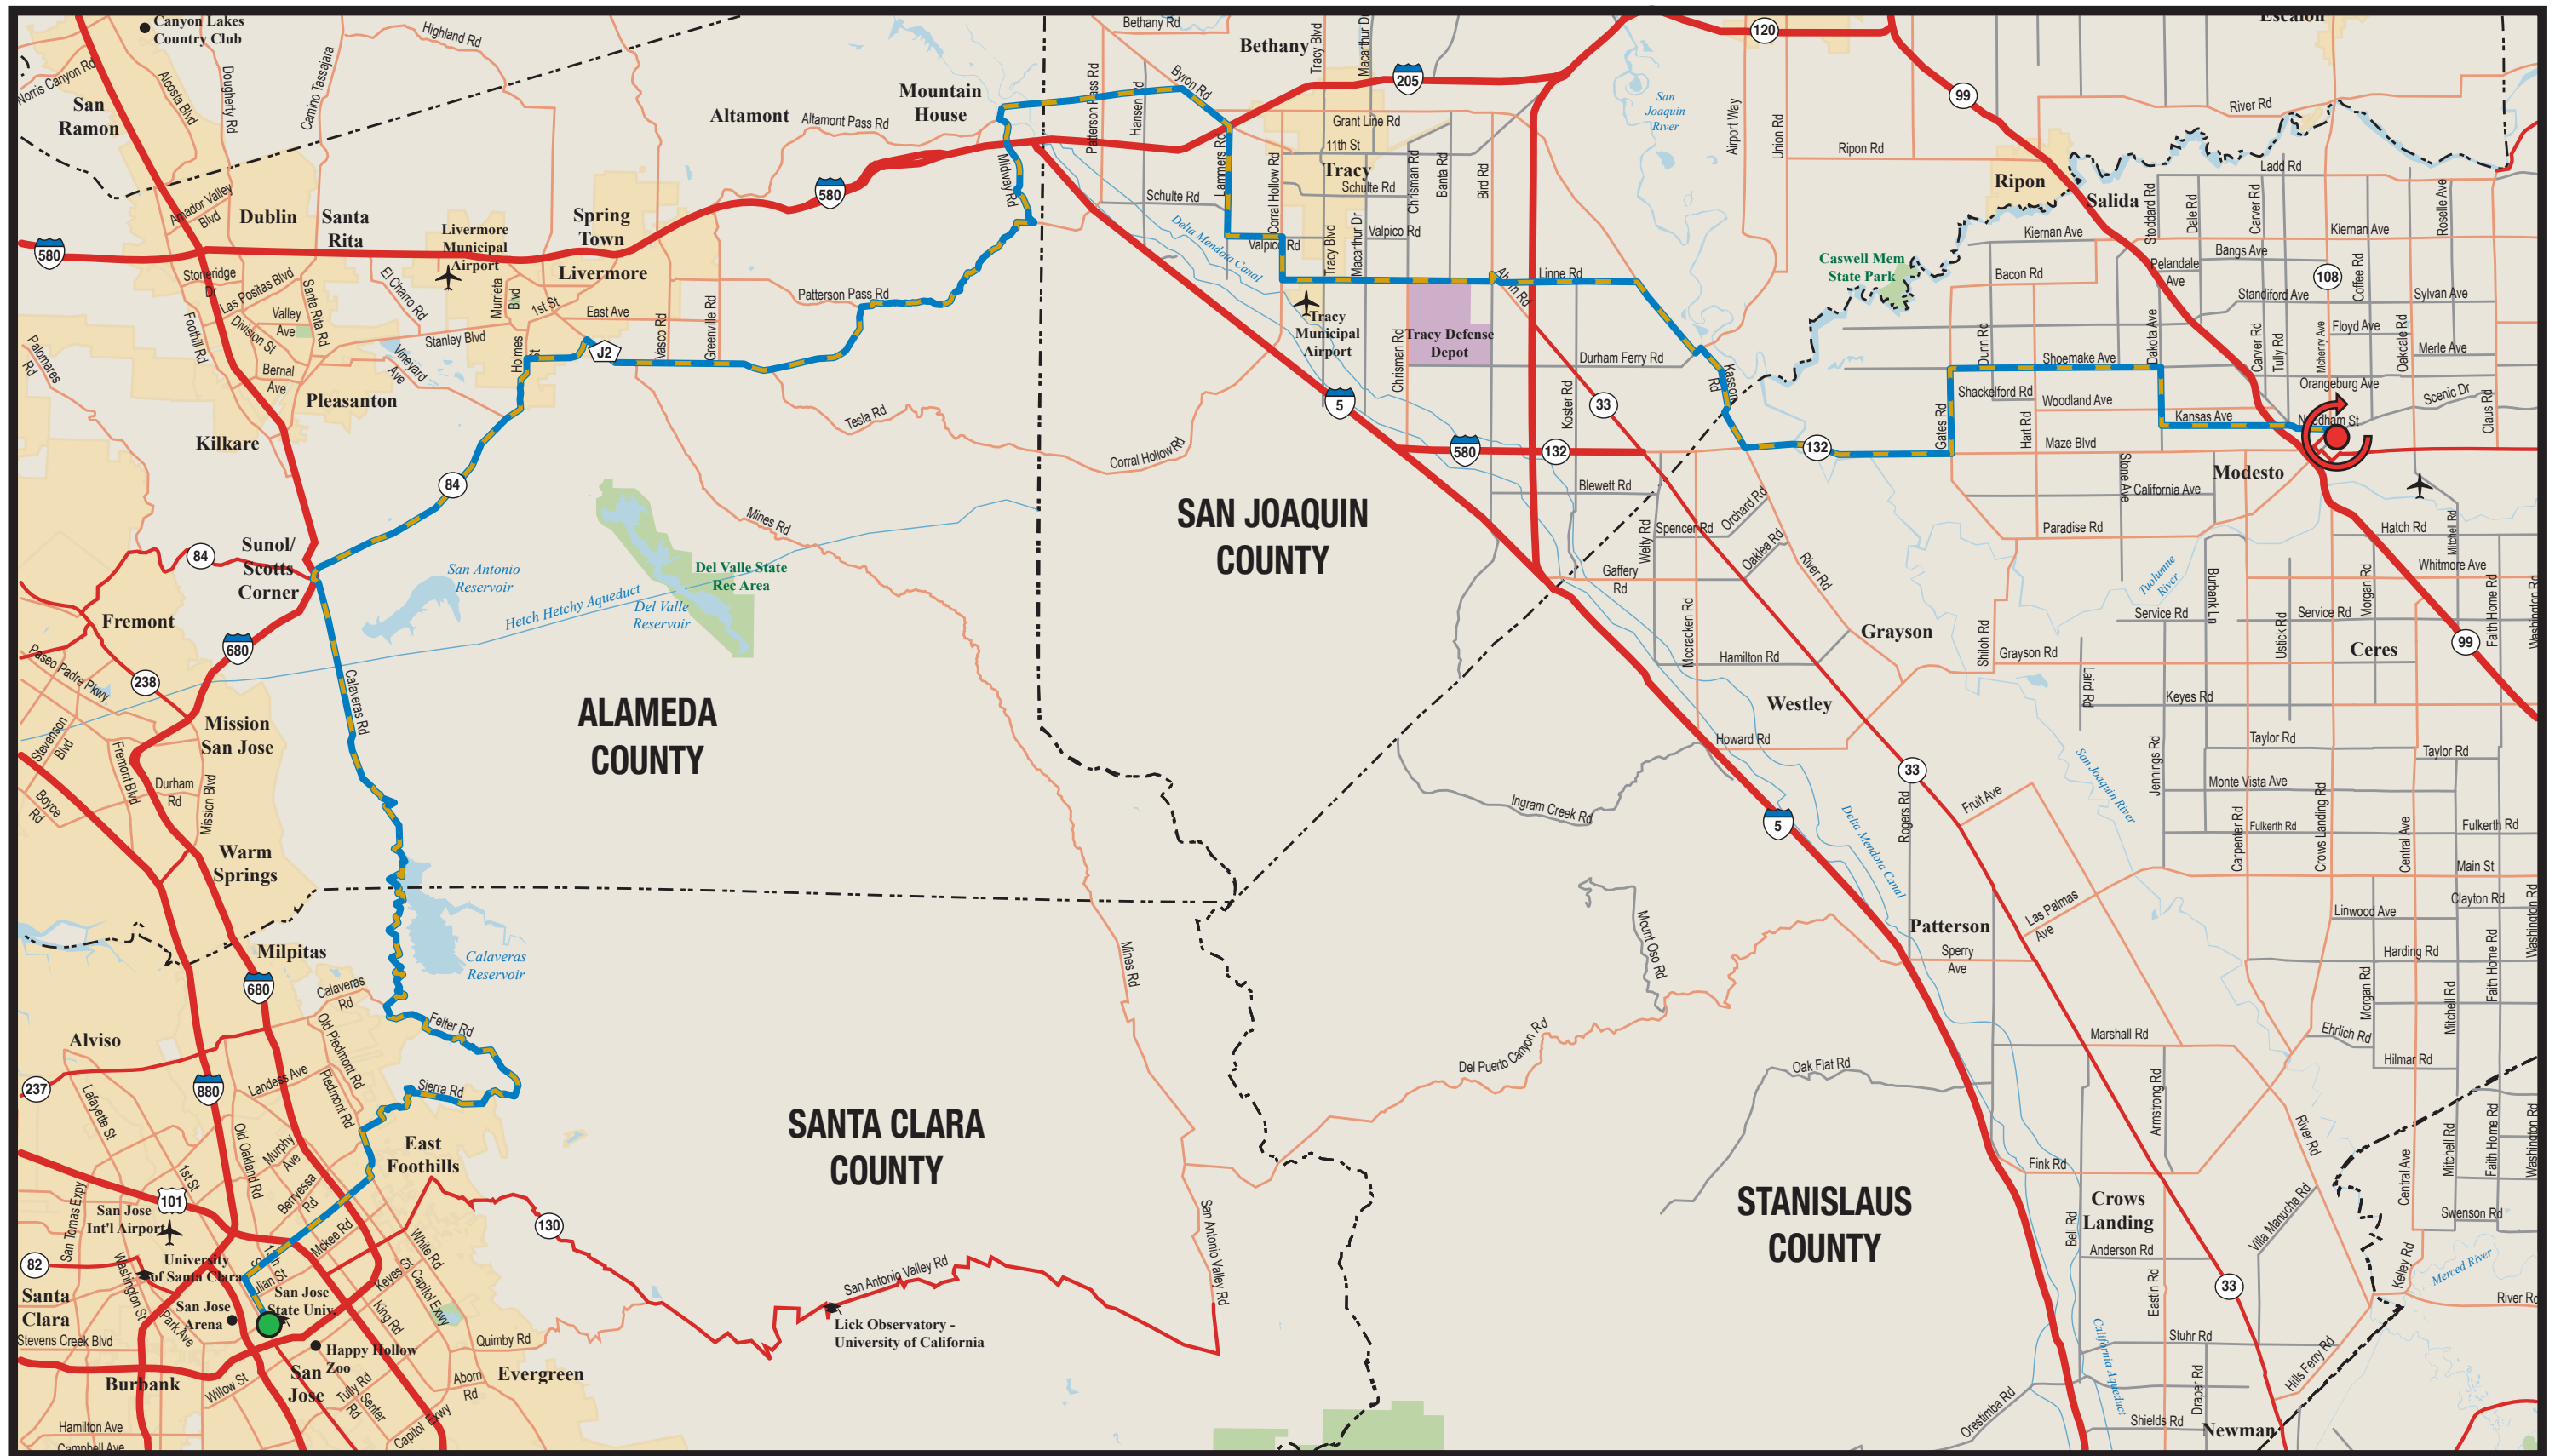 Canyon Lakes
Country Club
Highland Rd
Norris Canyon Rd
San
Ramon
Alcosta Blvd
Dougherty Rd
Camino Tassajara
Amador Valley
Blvd
Dublin
Santa
Rita
Livermore
Municipal
Airport
Spring
Town
Livermore
Altamont
Altamont Pass Rd
Mountain
House
580
580
Stoneridge
Dr
Las Positas Blvd
Santa Rita Rd
El Charro Rd
Murrieta
Blvd
1st St
East Ave
Valley
Ave
Division St
Foothill Rd
Stanley Blvd
Vineyard
Ave
Holmes
St
J2
Vasco Rd
Greenville Rd
Patterson Pass Rd
Midway Rd
Palomares
Rd
Bernal
Ave
Pleasanton
Kilkare
84
Tesla Rd
Corral Hollow Rd
Mines Rd
84
Sunol/
Scotts
Corner
San Antonio
Reservoir
Hetch Hetchy Aqueduct
Del Valle
Reservoir
Del Valle State
Rec Area
Fremont
680
238
Paseo Padre Pkwy
Stevenson
Blvd
Mission
San Jose
Calaveras Rd
ALAMEDA
COUNTY
Fremont Blvd
Durham
Rd
Mission Blvd
Boyce
Rd
Warm
Springs
Milpitas
680
Calaveras
Reservoir
Calaveras
Rd
Felter Rd
Old Piedmont Rd
Piedmont Rd
Sierra Rd
Alviso
237
880
Landess Ave
Lafayette St
Old Oakland Rd
Murphy
Ave
Berryessa
Rd
East
Foothills
1st St
101
San Tomas Expy
San Jose
Int'l Airport
82
University
of Santa Clara
Washington St
Julian St
Mckee Rd
White Rd
130
Santa
Clara
San Jose
Arena
San Jose
State Univ.
Park Ave
Keyes St
Capitol Expy
King Rd
Stevens Creek Blvd
Happy Hollow
Zoo
Quimby Rd
Burbank
San
Jose
Willow St
Tully Rd
Senter
Rd
Aborn
Rd
Evergreen
Hamilton Ave
Campbell Ave
Capitol Expwy
SANTA CLARA
COUNTY
San Antonio Valley Rd
Lick Observatory -
University of California
San Antonio Valley Rd
Mines Rd
Bethany Rd
Bethany
Tracy Blvd
Macarthur Dr
205
120
Byron Rd
Patterson Pass Rd
Hansen Rd
Lammers Rd
Grant Line Rd
11th St
Tracy
Schulte Rd
Schulte Rd
Corral Hollow Rd
Chrisman Rd
Banta Rd
Bird Rd
Valpico Rd
Valpico Rd
Tracy Blvd
Macarthur Dr
Delta Mendota Canal
Linne Rd
Tracy
Municipal
Airport
Tracy Defense
Depot
Chrisman Rd
Durham Ferry Rd
5
33
Koster Rd
Kasson
Rd
580
132
132
Blewett Rd
SAN JOAQUIN
COUNTY
Spencer Rd
Orchard Rd
Welty Rd
Oaklea Rd
River Rd
Gaffery
Rd
Mccracken Rd
Hamilton Rd
Grayson
Westley
Howard Rd
Ingram Creek Rd
5
33
Rogers Rd
Delta Mendota Canal
Fruit Ave
San Joaquin River
Mount Oso Rd
Del Puerto Canyon Rd
Patterson
Sperry
Ave
Las Palmas
Ave
Oak Flat Rd
Marshall Rd
Armstrong Rd
Fink Rd
STANISLAUS
COUNTY
Crows
Landing
Bell Rd
Anderson Rd
Eastin Rd
33
Villa Manucha Rd
River Rd
Stuhr Rd
California Aqueduct
Draper Rd
Hills Ferry Rd
Orestimba Rd
Shields Rd
Newman
Kelley Rd
Merced River
River Rd
Swenson Rd
San
Joaquin
River
Airport Way
Union Rd
99
Escalon
River Rd
Ripon Rd
Ripon
Salida
Ladd Rd
Stoddard Rd
Dale Rd
Carver Rd
Roselle Ave
Kiernan Ave
Kiernan Ave
Bangs Ave
Pelandale
Ave
108
Coffee Rd
Caswell Mem
State Park
Bacon Rd
Standiford Ave
Sylvan Ave
Dunn Rd
Dakota Ave
Carver Rd
Tully Rd
Mchenry Ave
Floyd Ave
Oakdale Rd
Merle Ave
Shoemake Ave
Orangeburg Ave
Shackelford Rd
Woodland Ave
Scenic Dr
Claus Rd
Gates Rd
Hart Rd
Kansas Ave
Needham St
Maze Blvd
Modesto
Stone Ave
California Ave
Paradise Rd
Hatch Rd
Mitchell Rd
Tuolumne
River
Whitmore Ave
Burbank Ln
Morgan Rd
Faith Home Rd
Washington Rd
Service Rd
Service Rd
Ustick Rd
Shiloh Rd
Grayson Rd
Ceres
99
Laird Rd
Keyes Rd
Jennings Rd
Taylor Rd
Taylor Rd
Monte Vista Ave
Carpenter Rd
Crows Landing Rd
Central Ave
Fulkerth Rd
Fulkerth Rd
Main St
Clayton Rd
Linwood Ave
Harding Rd
Faith Home Rd
Washington Rd
Morgan Rd
Mitchell Rd
Ehrlich Rd
Hilmar Rd
Central Ave
Mitchell Rd
Faith Home Rd
Washington Rd